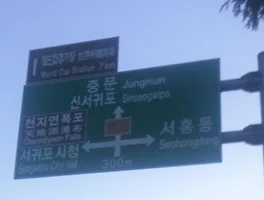 월드컵경기장
World Cup Stadium 7km
중문 Jungmun
신서귀포 Sinseogwipo
천지연폭포
天地淵瀑布
Cheonjiyeon Falls
서홍동
Seohongdong
서귀포시청
Seogwipo City Hall
300m